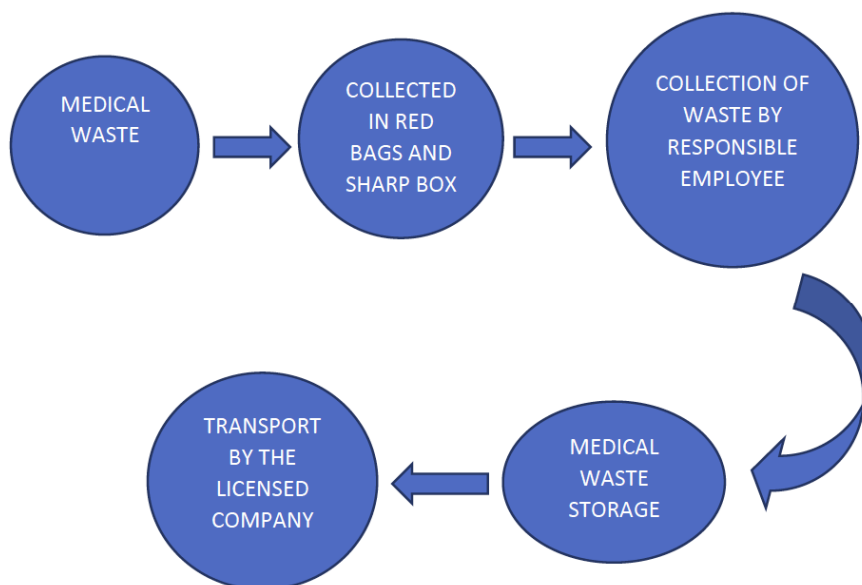 MEDICAL
WASTE
COLLECTED
IN RED
BAGS AND
SHARP BOX
COLLECTION OF
WASTE BY
RESPONSIBLE
EMPLOYEE
MEDICAL
WASTE
STORAGE
TRANSPORT
BY THE
LICENSED
COMPANY